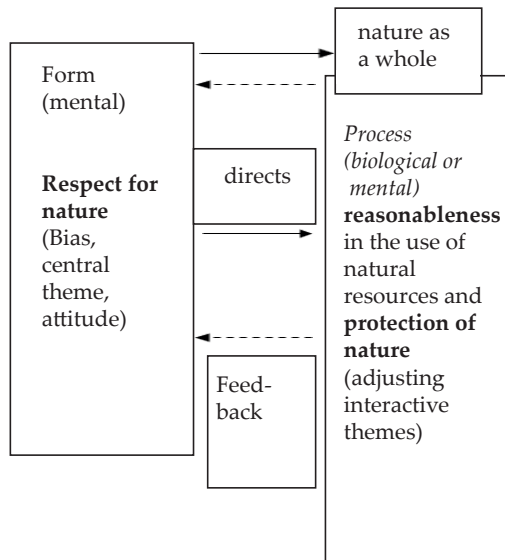 nature as
a whole
Form
(mental)
Respect for
nature
(Bias,
central
theme,
attitude)
directs
Feed-
back
Process
(biological or
mental)
reasonableness
in the use of
natural
resources and
protection of
nature
(adjusting
interactive
themes)